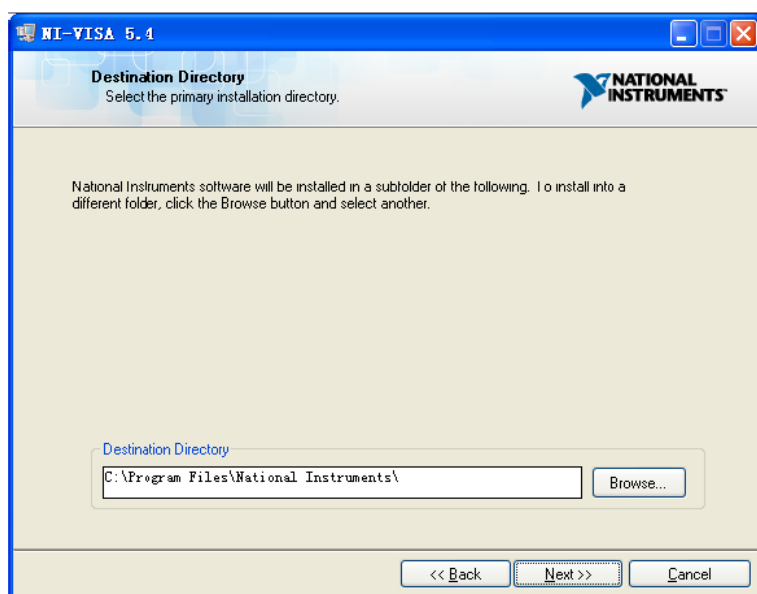 NI-VISA 5.4
Destination Directory
Select the primary installation directory.
NATIONAL
INSTRUMENTS™
National Instruments software will be installed in a subfolder of the following. To install into a
different folder, click the Browse button and select another.
Destination Directory
C:\Program Files\National Instruments\
Browse...
<< Back
Next >>
Cancel